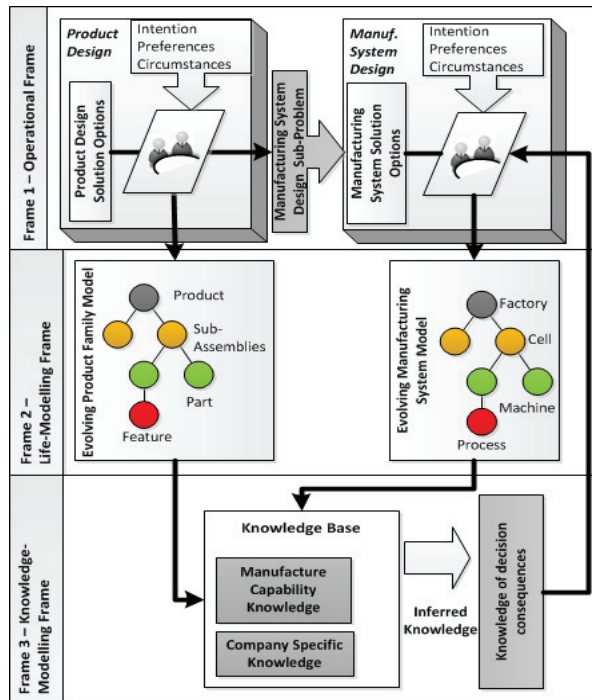 Frame 1 – Operational Frame
Product
Design
Intention
Preferences
Circumstances
Product Design
Solution Options
Manufacturing System
Design Sub-Problem
Manuf.
System
Design
Intention
Preferences
Circumstances
Manufacturing
System Solution
Options
Frame 2 –
Life-Modelling Frame
Evolving Product Family Model
Product
Sub-
Assemblies
Part
Feature
Evolving Manufacturing
System Model
Factory
Cell
Machine
Process
Frame 3 – Knowledge-
Modelling Frame
Knowledge Base
Manufacture
Capability
Knowledge
Company Specific
Knowledge
Inferred
Knowledge
Knowledge of decision
consequences